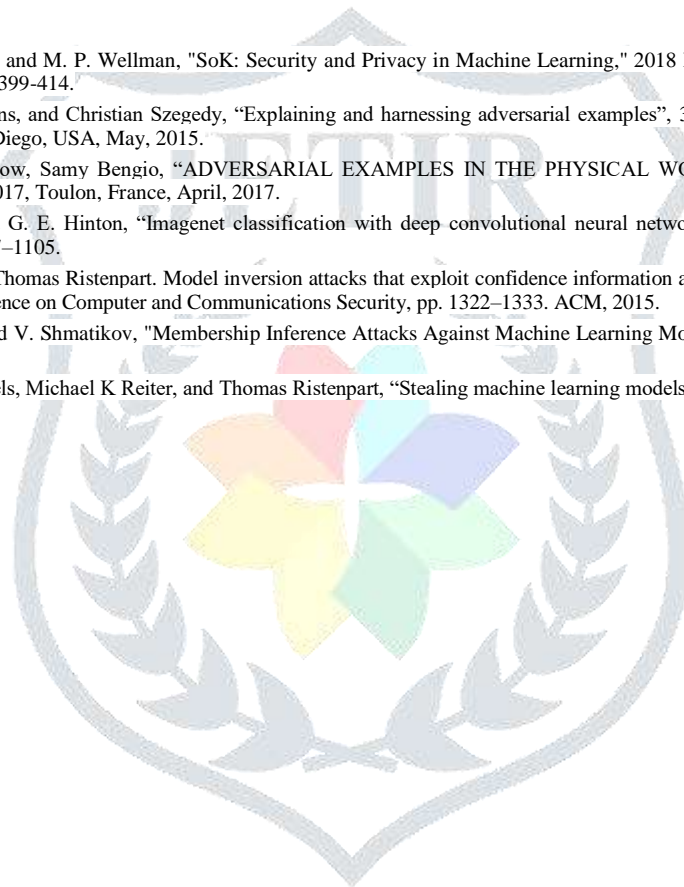 and M. P. Wellman, "SoK: Security and Privacy in Machine Learning," 2018
399-414.
ns, and Christian Szegedy, “Explaining and harnessing adversarial examples”, 3
Diego, USA, May, 2015.
ow, Samy Bengio, “ADVERSARIAL EXAMPLES IN THE PHYSICAL WO
017, Toulon, France, April, 2017.
G. E. Hinton, “Imagenet classification with deep convolutional neural netwo
–1105.
Thomas Ristenpart. Model inversion attacks that exploit confidence information a
ence on Computer and Communications Security, pp. 1322–1333. ACM, 2015.
d V. Shmatikov, "Membership Inference Attacks Against Machine Learning Mo
els, Michael K Reiter, and Thomas Ristenpart, “Stealing machine learning models
JETIR